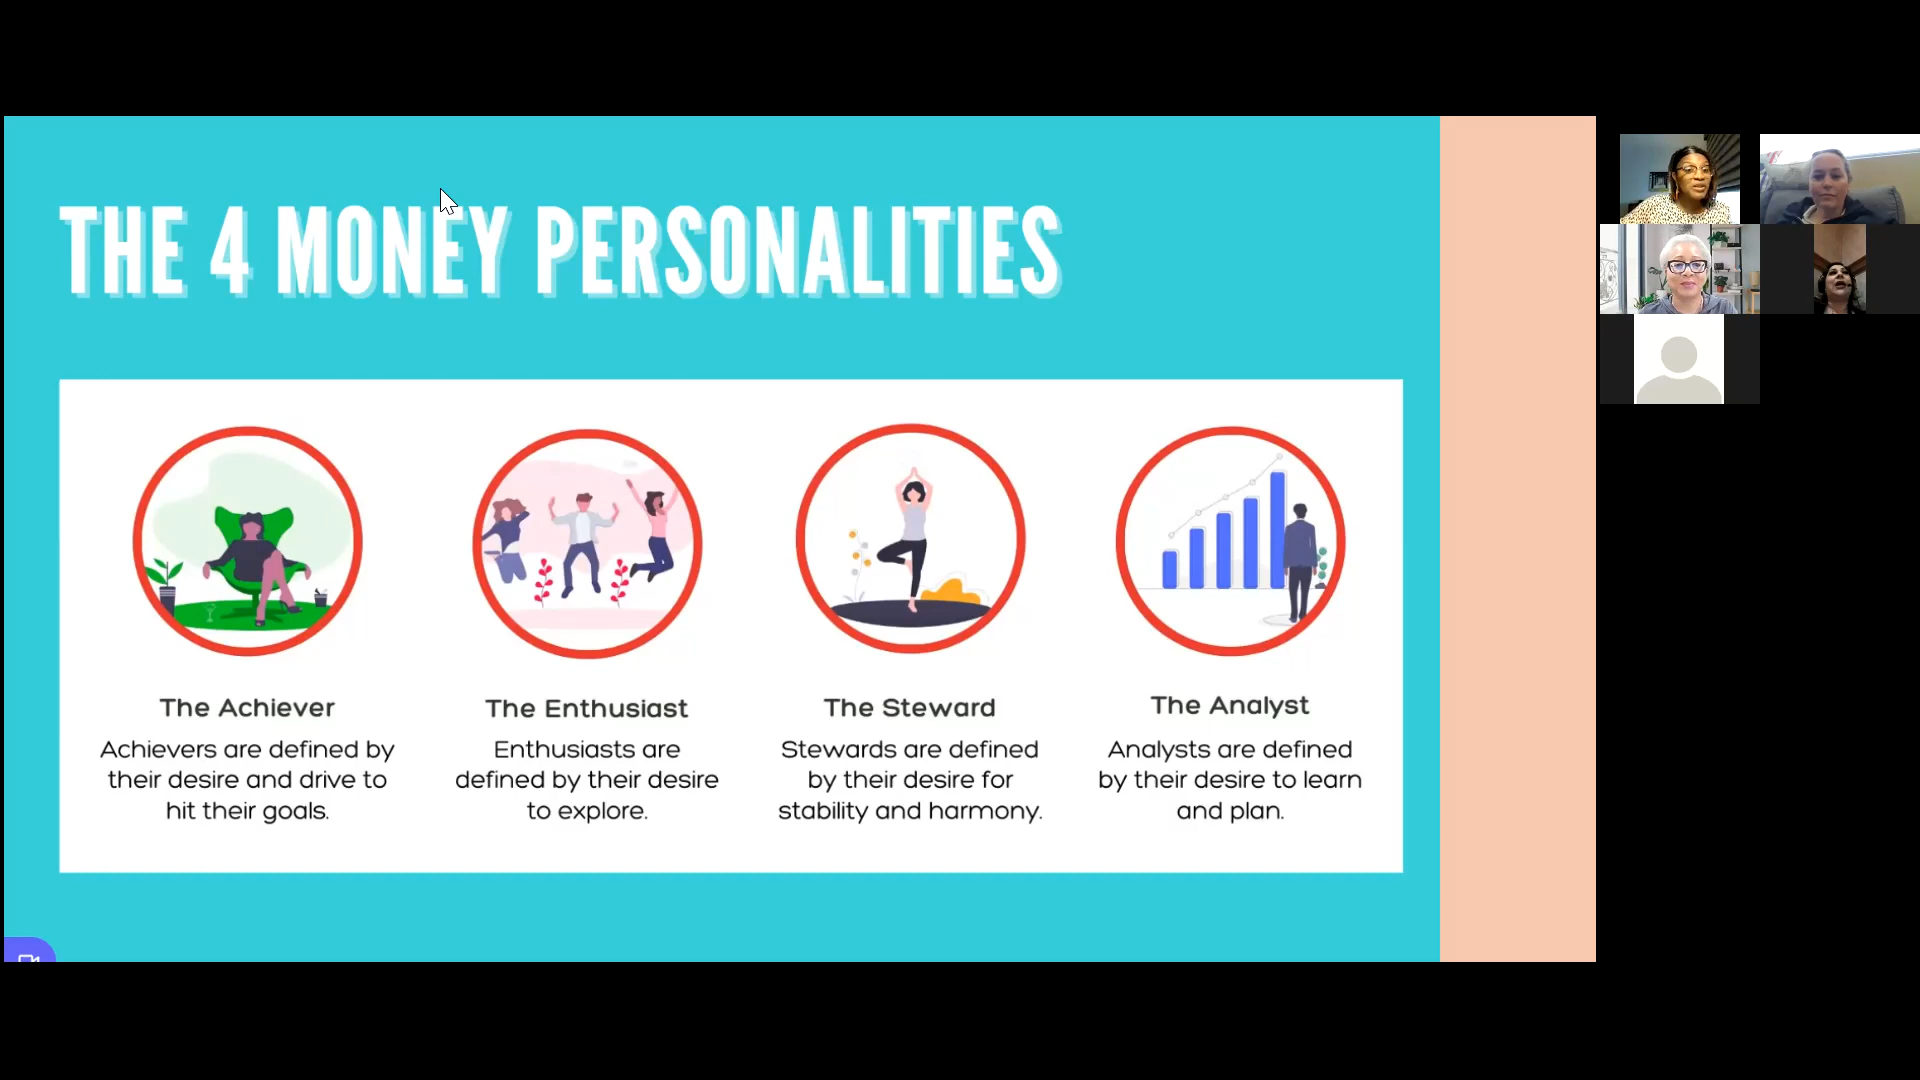 THE 4 MONEY PERSONALITIES
The Achiever
Achievers are defined by
their desire and drive to
hit their goals.
The Enthusiast
Enthusiasts are
defined by their desire
to explore.
The Steward
Stewards are defined
by their desire for
stability and harmony.
The Analyst
Analysts are defined
by their desire to learn
and plan.